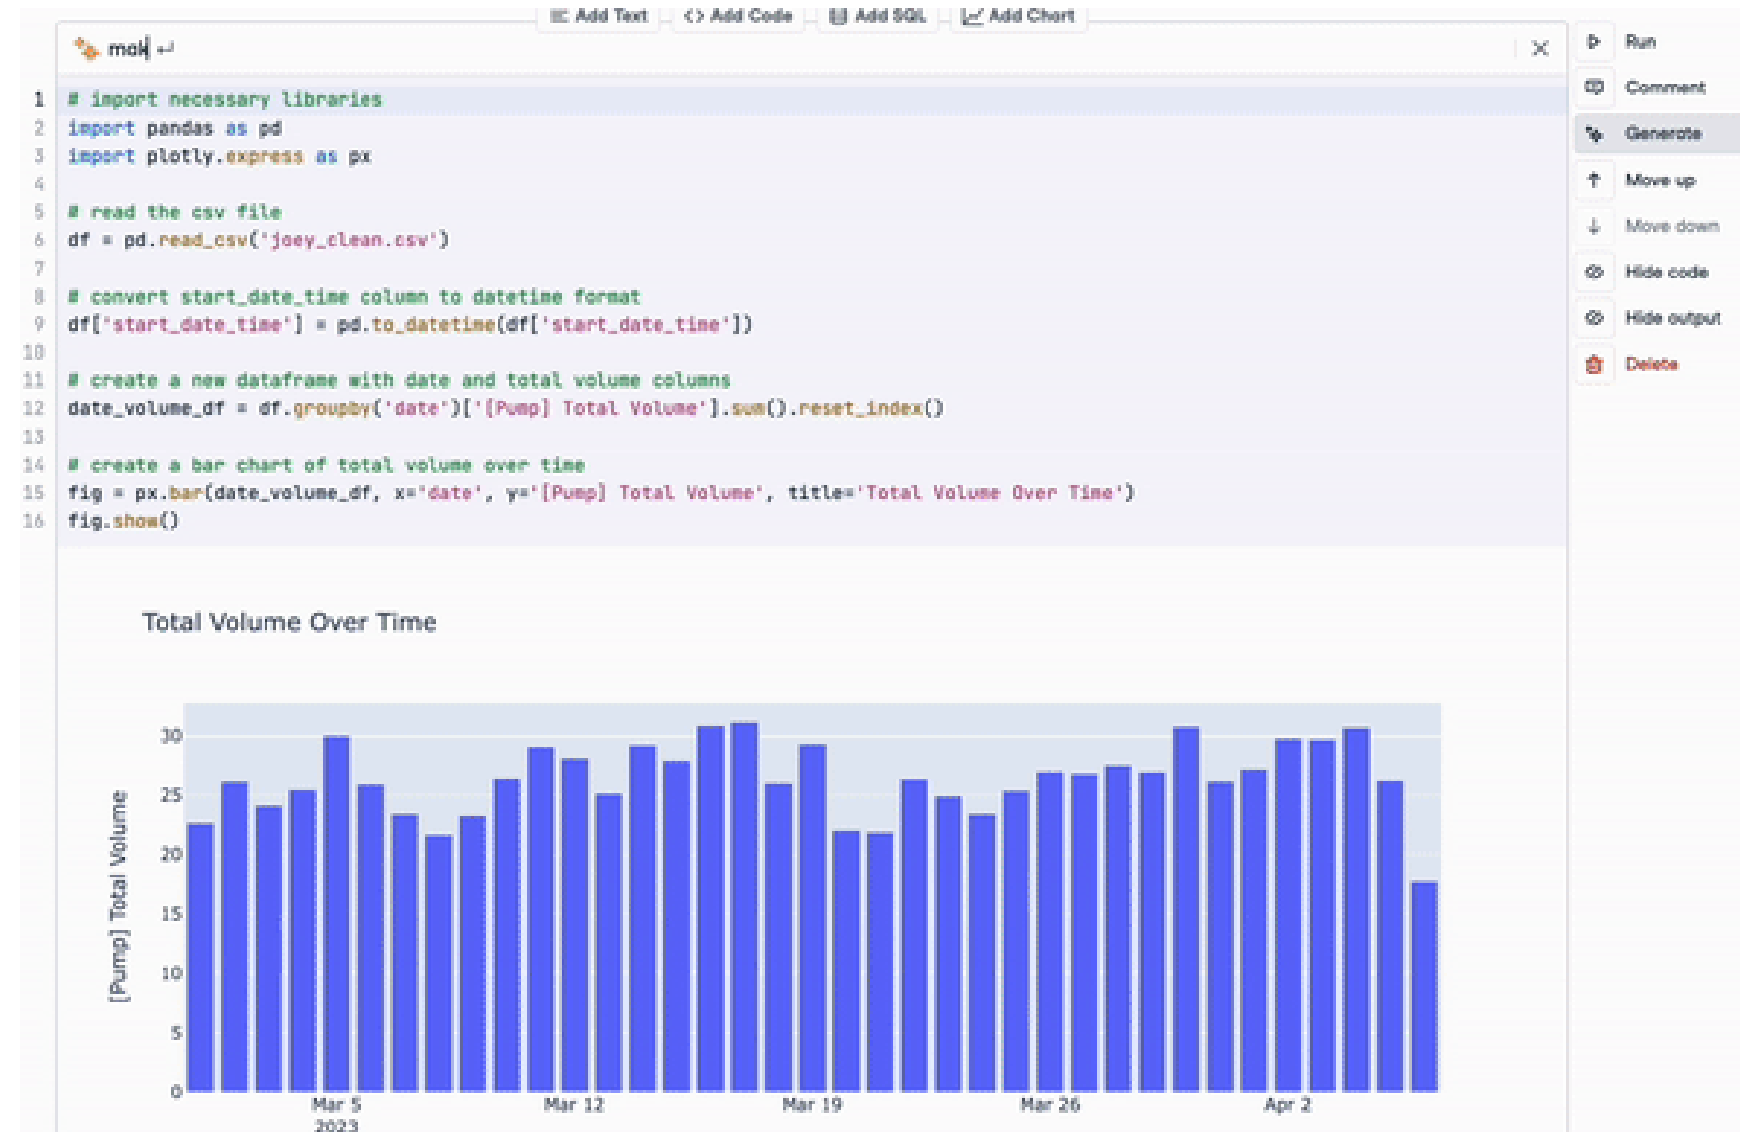 Add Text
Add Code
Add SQL
Add Chart
mak
Run
Comment
Generate
Move up
Move down
Hide code
Hide output
Delete
1 # import necessary libraries
2 import pandas as pd
3 import plotly.express as px
4
5 # read the csv file
6 df = pd.read_csv('joey_clean.csv')
7
8 # convert start_date_time column to datetime format
9 df['start_date_time'] = pd.to_datetime(df['start_date_time'])
10
11 # create a new dataframe with date and total volume columns
12 date_volume_df = df.groupby('date')['[Pump] Total Volume'].sum().reset_index()
13
14 # create a bar chart of total volume over time
15 fig = px.bar(date_volume_df, x='date', y='[Pump] Total Volume', title='Total Volume Over Time')
16 fig.show()
Total Volume Over Time
[Pump] Total Volume
30
25
20
15
10
5
0
Mar 5
2023
Mar 12
Mar 19
Mar 26
Apr 2